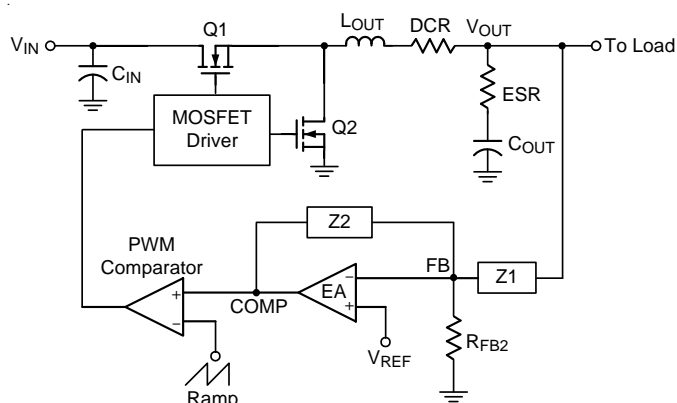 Q1
LOUT
DCR
VOUT
VIN
To Load
CIN
ESR
MOSFET
Driver
Q2
COUT
Z2
PWM
Comparator
FB
Z1
+
−
COMP
EA
−
+
RFB2
VREF
Ramp